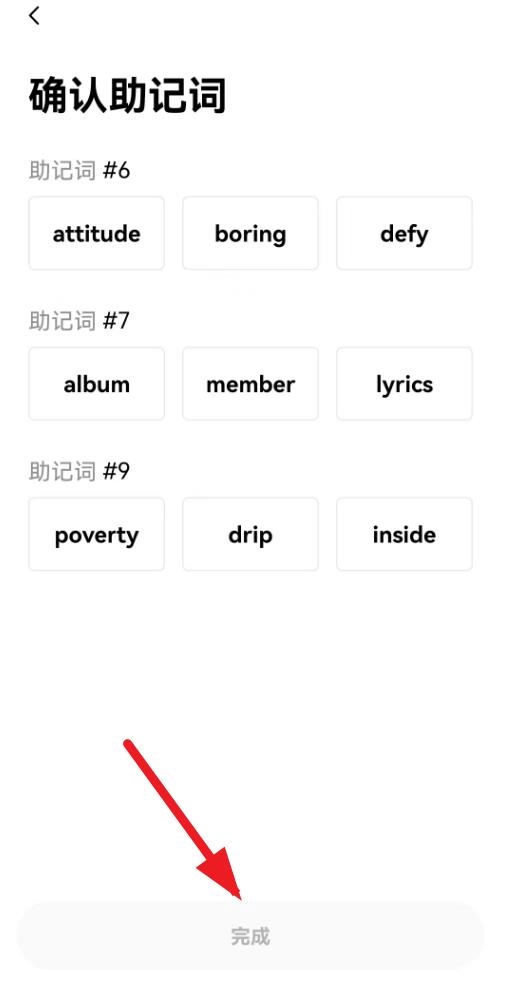 确认助记词
助记词 #6
attitude boring defy
助记词 #7
album member lyrics
助记词 #9
poverty drip inside
完成